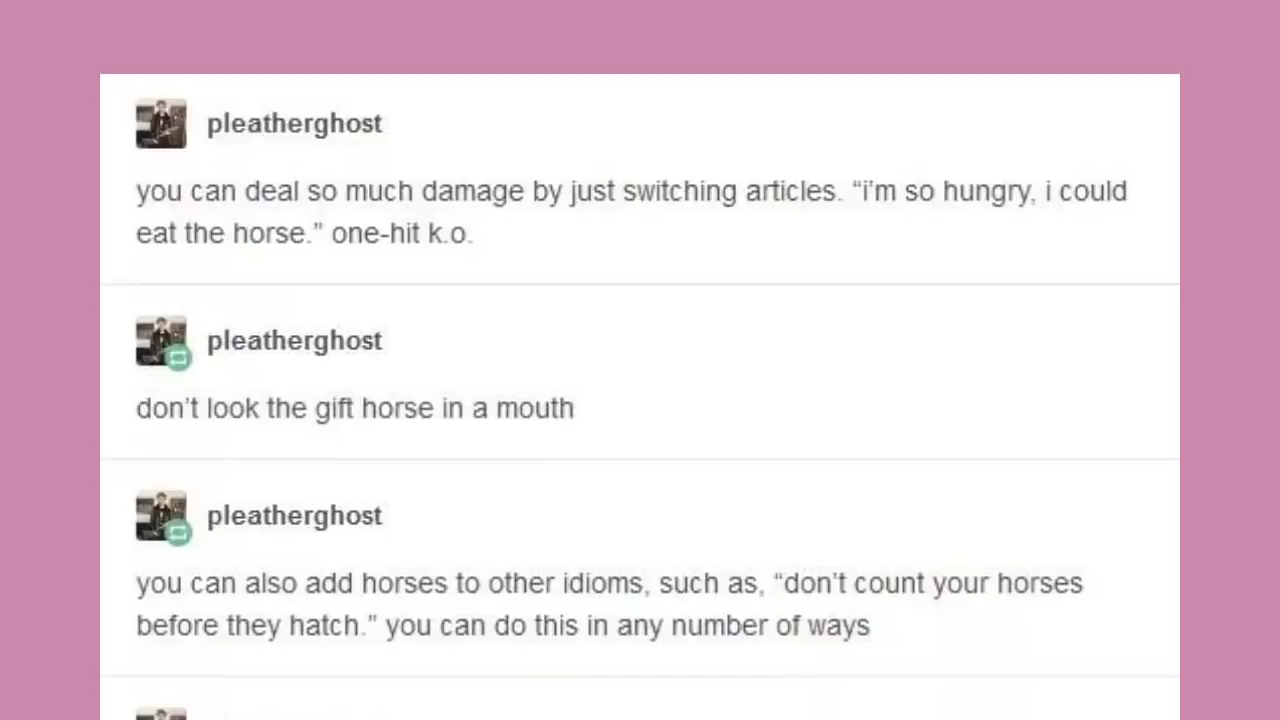 pleatherghost
you can deal so much damage by just switching articles. “i’m so hungry, i could
eat the horse.” one-hit k.o.
pleatherghost
don’t look the gift horse in a mouth
pleatherghost
you can also add horses to other idioms, such as, “don’t count your horses
before they hatch.” you can do this in any number of ways